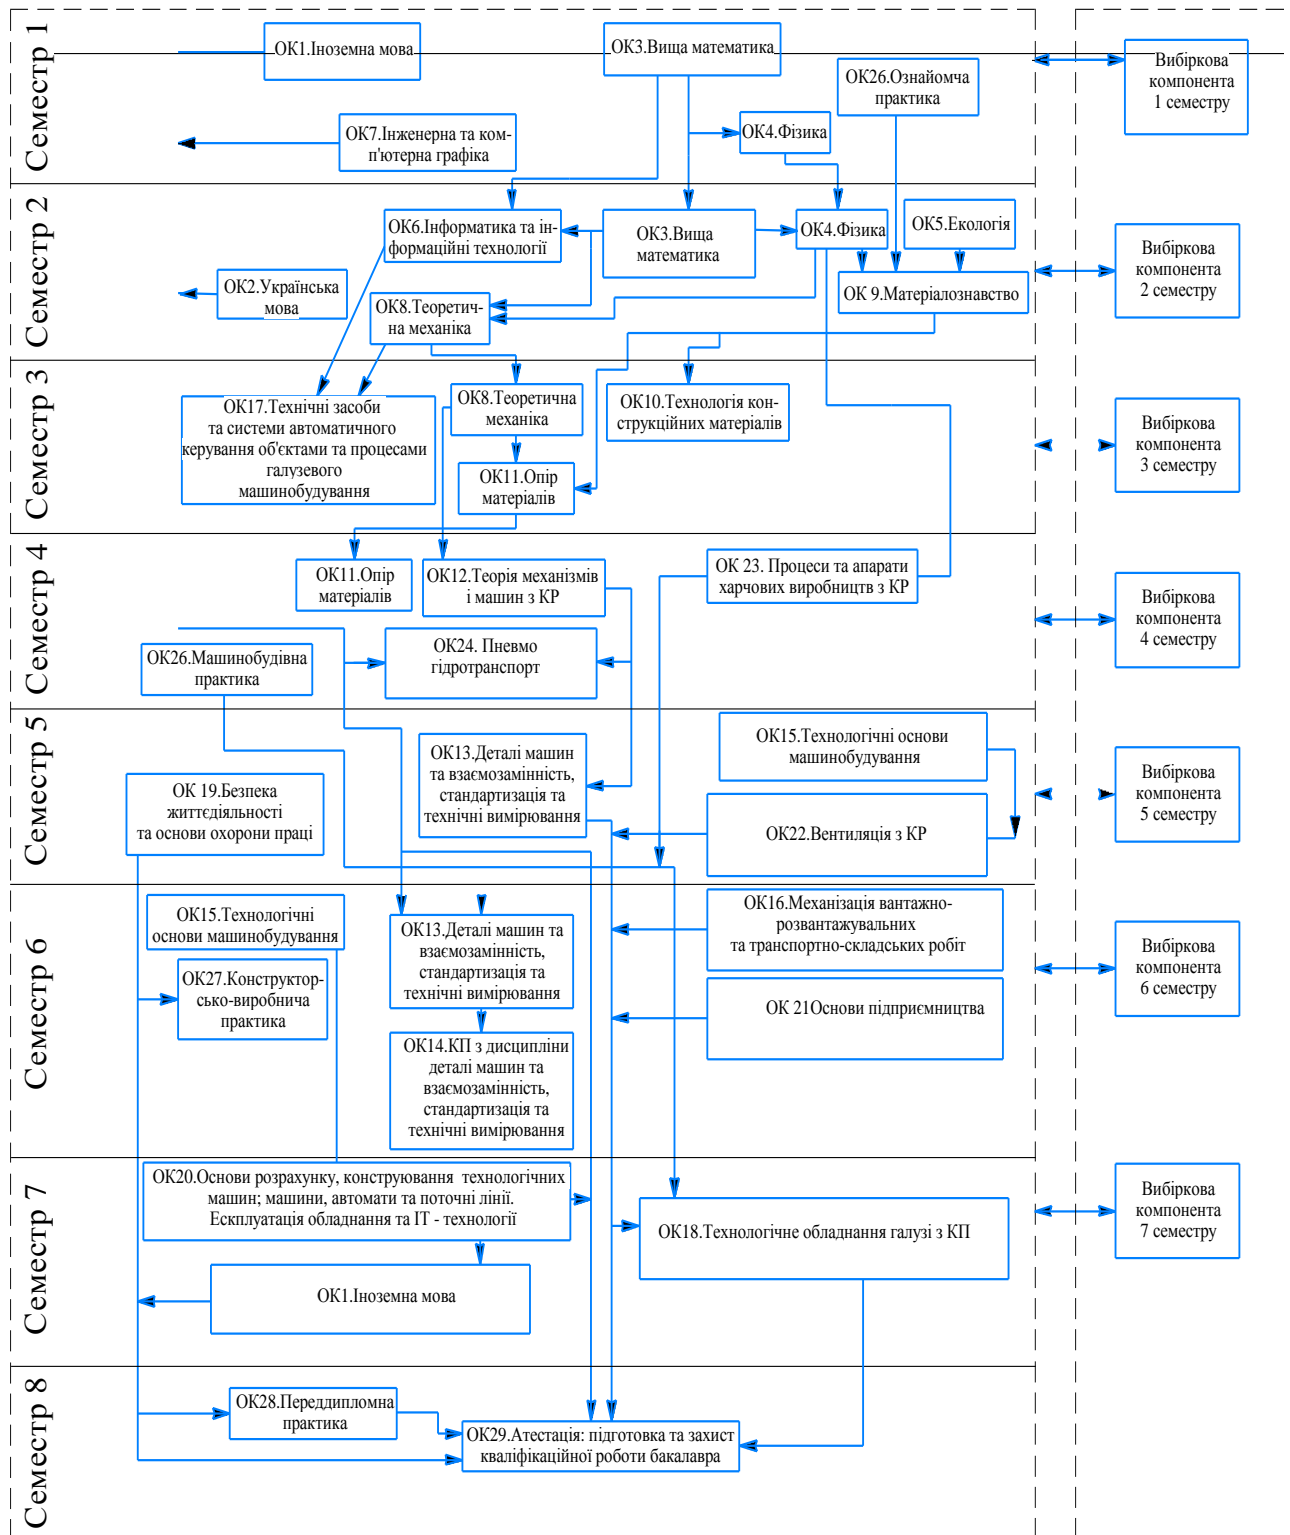 Семестр 1
ОК1.Іноземна мова
ОК3.Вища математика
ОК26.Ознайомча
практика
ОК7.Інженерна та ком-
п'ютерна графіка
ОК4.Фізика
Вибіркова
компонента
1 семестру
Семестр 2
ОК6.Інформатика та ін-
формаційні технології
ОК3.Вища
математика
ОК4.Фізика
ОК5.Екологія
ОК2.Українська
мова
ОК8.Теоретич-
на механіка
ОК 9.Матеріалознавство
Вибіркова
компонента
2 семестру
Семестр 3
ОК17.Технічні засоби
та системи автоматичного
керування об'єктами та процесами
галузевого
машинобудування
ОК8.Теоретична
механіка
ОК10.Технологія кон-
струкційних матеріалів
ОК11.Опір
матеріалів
Вибіркова
компонента
3 семестру
Семестр 4
ОК11.Опір
матеріалів
ОК12.Теорія механізмів
і машин з КР
ОК 23. Процеси та апарати
харчових виробництв з КР
ОК24. Пневмо
гідротранспорт
ОК26.Машинобудівна
практика
Вибіркова
компонента
4 семестру
Семестр 5
ОК 19.Безпека
життєдіяльності
та основи охорони праці
ОК13.Деталі машин
та взаємозамінність,
стандартизація та
технічні вимірювання
ОК15.Технологічні основи
машинобудування
ОК22.Вентиляція з КР
Вибіркова
компонента
5 семестру
Семестр 6
ОК15.Технологічні
основи машинобудування
ОК27.Конструктор-
сько-виробнича
практика
ОК13.Деталі машин та
взаємозамінність,
стандартизація та
технічні вимірювання
ОК14.КП з дисципліни
деталі машин та
взаємозамінність,
стандартизація та
технічні вимірювання
ОК16.Механізація вантажно-
розвантажувальних
та транспортно-складських робіт
ОК 21Основи підприємництва
Вибіркова
компонента
6 семестру
Семестр 7
ОК20.Основи розрахунку, конструювання технологічних
машин; машини, автомати та поточні лінії.
Ескплуатація обладнання та ІТ - технології
ОК18.Технологічне обладнання галузі з КП
ОК1.Іноземна мова
Вибіркова
компонента
7 семестру
Семестр 8
ОК28.Переддипломна
практика
ОК29.Атестація: підготовка та захист
кваліфікаційної роботи бакалавра